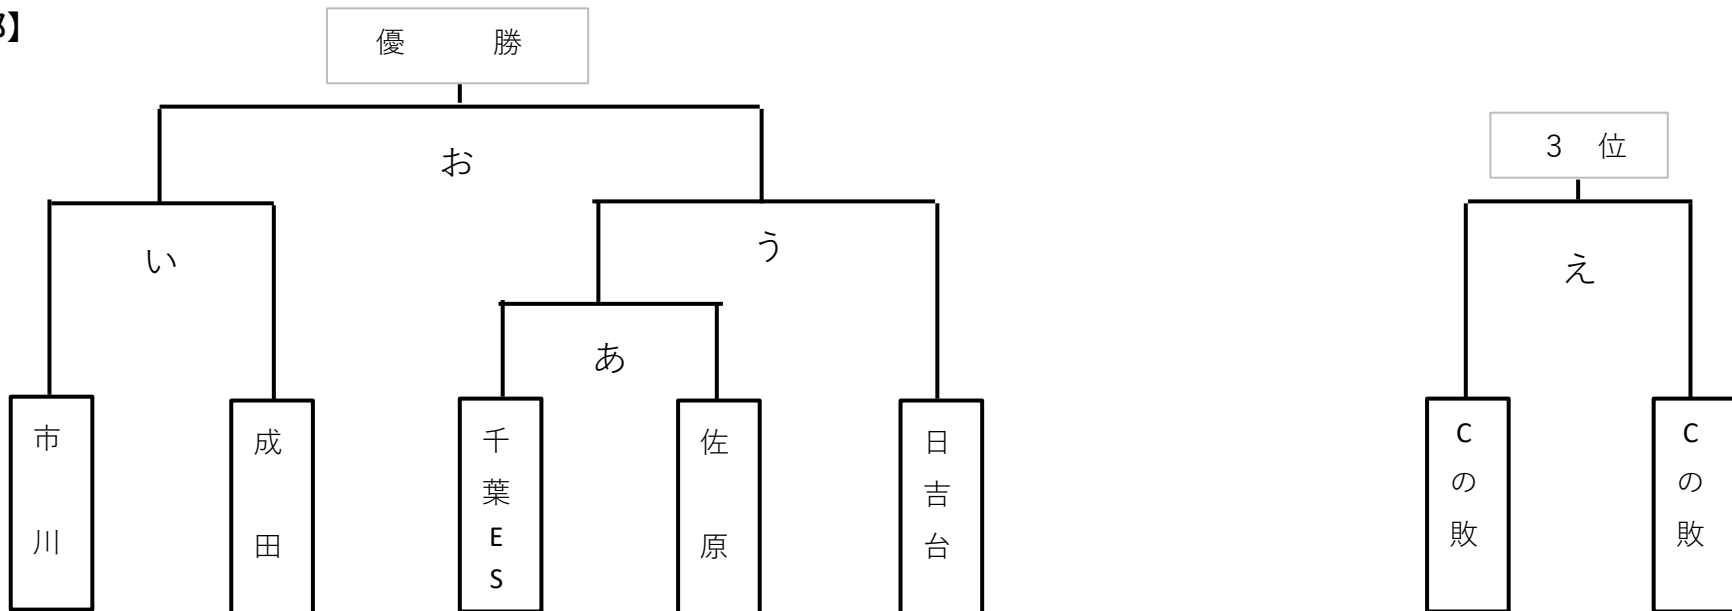 】
優 勝
3 位
お
い
う
え
あ
市川
成田
千葉ES
佐原
日吉台
Cの敗
Cの敗